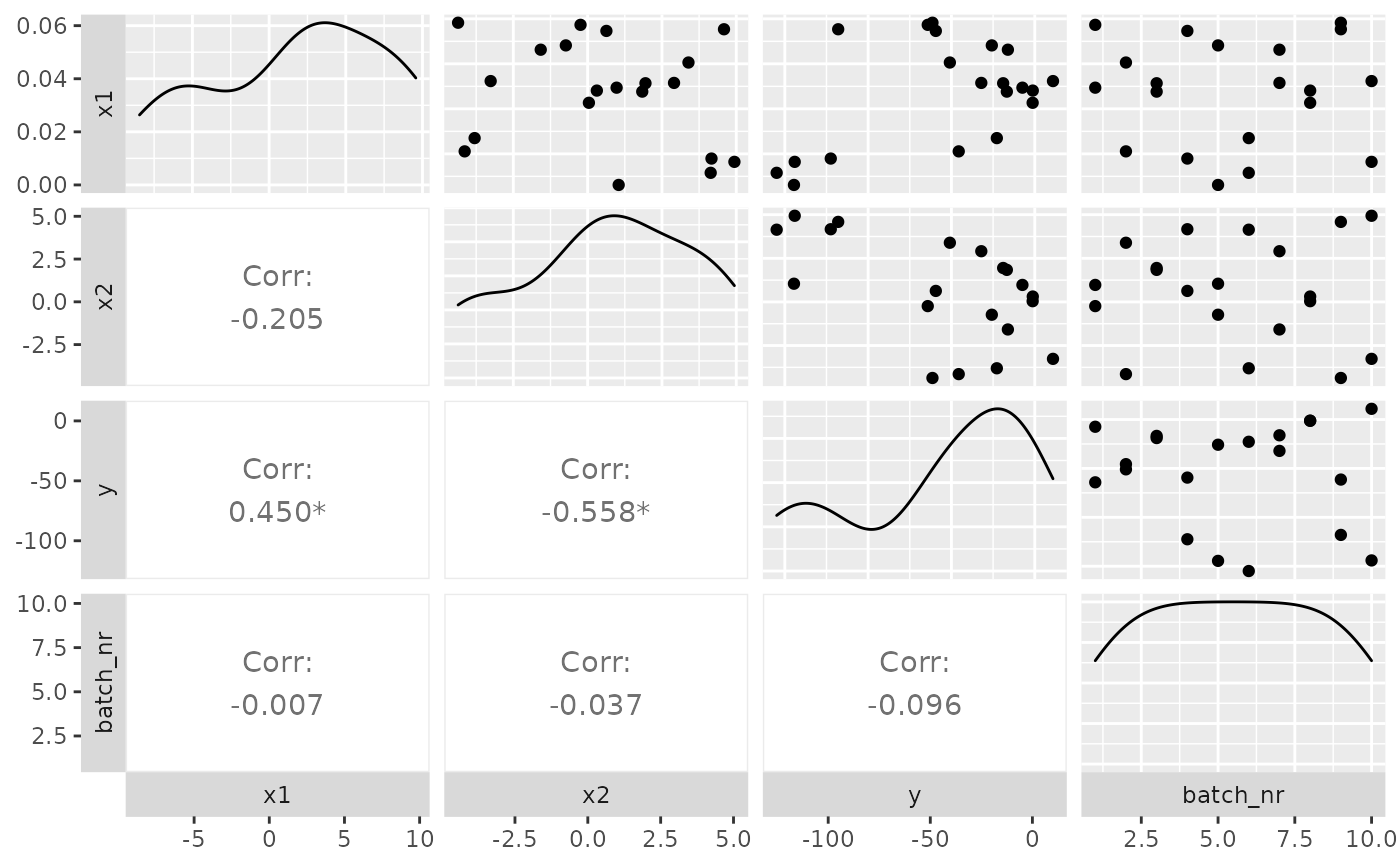 0.06
0.04
0.02
0.00
x1
5.0
2.5
0.0
-2.5
x2
Corr:
-0.205
0
-50
-100
y
Corr:
0.450*
Corr:
-0.558*
10.0
7.5
5.0
2.5
batch_nr
Corr:
-0.007
Corr:
-0.037
Corr:
-0.096
x1 x2 y batch_nr
-5 0 5 10 -2.5 0.0 2.5 5.0 -100 -50 0 2.5 5.0 7.5 10.0